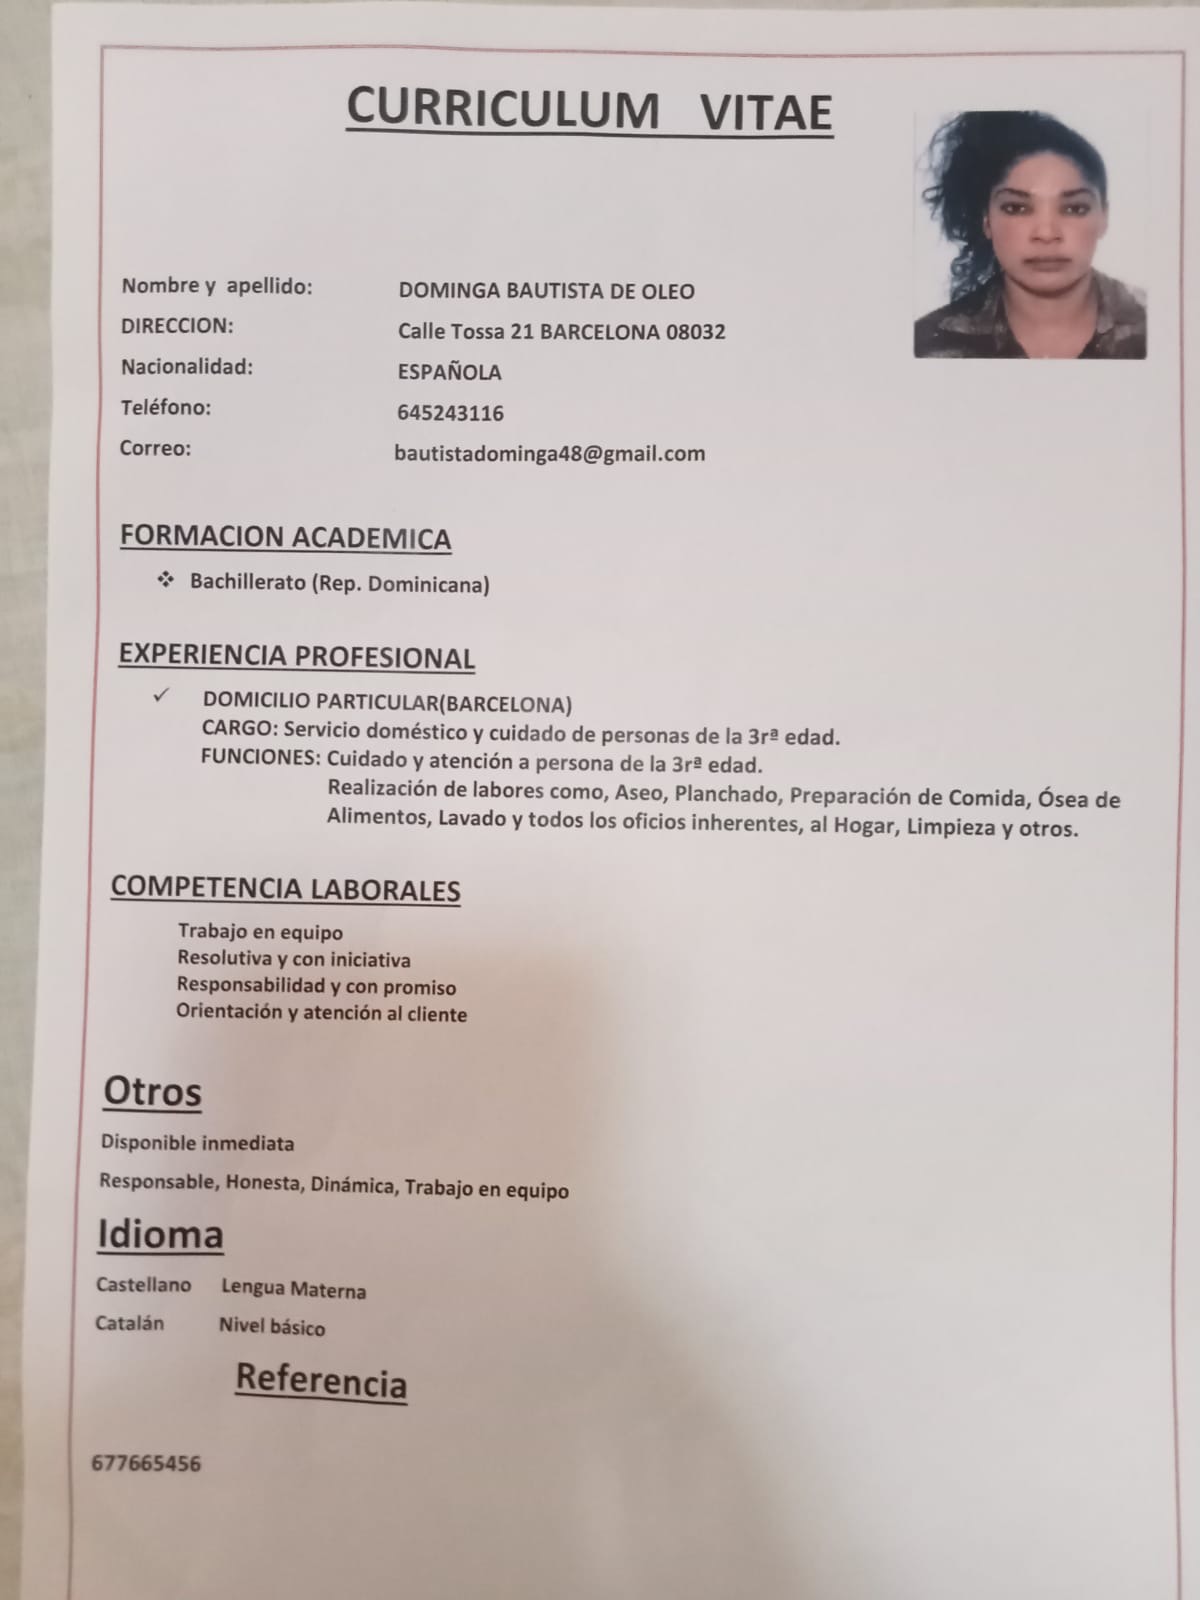 CURRICULUM VITAE
Nombre y apellido: DOMINGA BAUTISTA DE OLEO
DIRECCION: Calle Tossa 21 BARCELONA 08032
Nacionalidad: ESPAÑOLA
Teléfono: 645243116
Correo: bautistadominga48@gmail.com
FORMACION ACADEMICA
❖ Bachillerato (Rep. Dominicana)
EXPERIENCIA PROFESIONAL
✓ DOMICILIO PARTICULAR(BARCELONA)
CARGO: Servicio doméstico y cuidado de personas de la 3rª edad.
FUNCIONES: Cuidado y atención a persona de la 3rª edad.
Realización de labores como, Aseo, Planchado, Preparación de Comida, Ósea de
Alimentos, Lavado y todos los oficios inherentes, al Hogar, Limpieza y otros.
COMPETENCIA LABORALES
Trabajo en equipo
Resolutiva y con iniciativa
Responsabilidad y con promiso
Orientación y atención al cliente
Otros
Disponible inmediata
Responsable, Honesta, Dinámica, Trabajo en equipo
Idioma
Castellano Lengua Materna
Catalán Nivel básico
Referencia
677665456